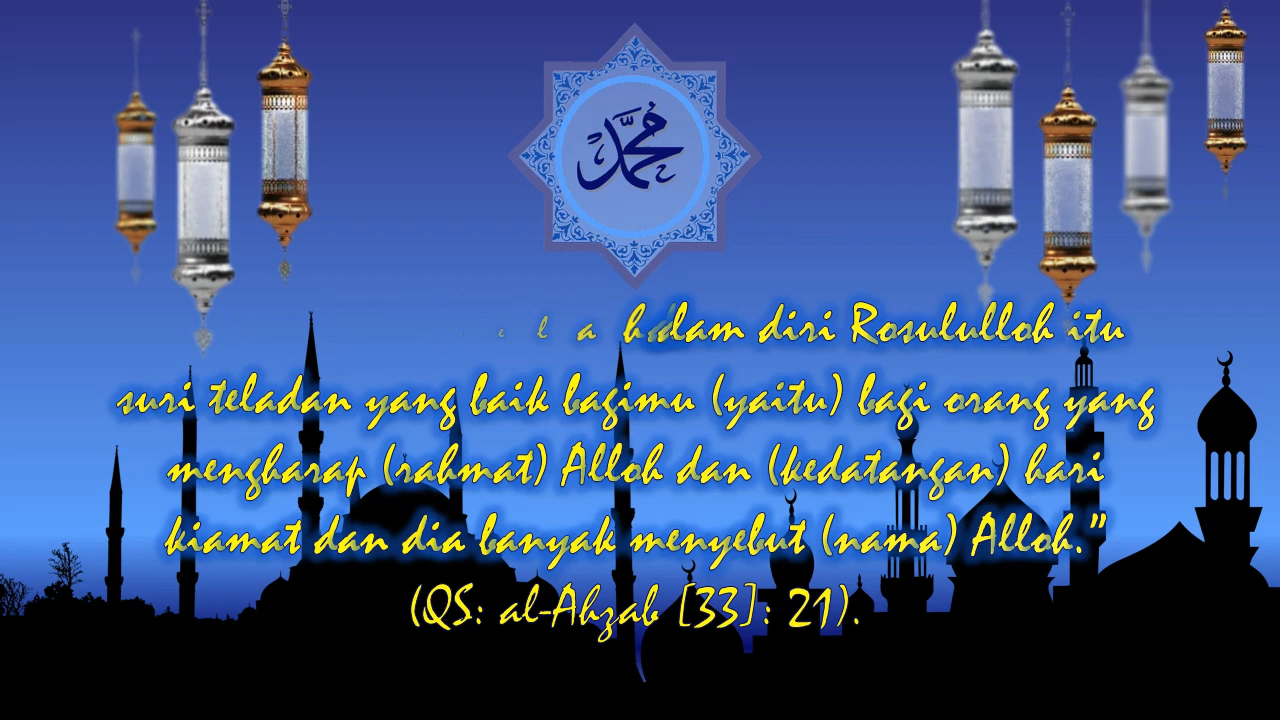 محمد
diri Rosululloh itu
suri teladan yang baik bagimu (yaitu) bagi orang yang
mengharap (rahmat) Alloh dan (kedatangan) hari
kiamat dan dia banyak menyebut (nama) Alloh.”
(QS: al-Ahzab [33]: 21).